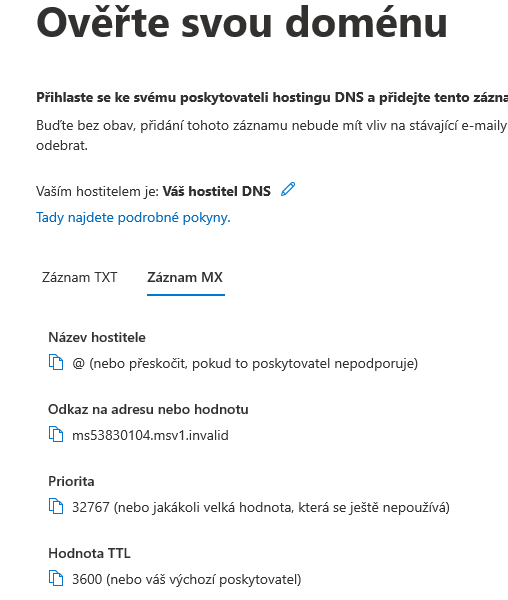 Ověřte svou doménu
Přihlaste se ke svému poskytovateli hostingu DNS a přidejte tento
Buďte bez obav, přidání tohoto záznamu nebude mít vliv na stávající e-maily
odebrat.
Vaším hostitelem je: Váš hostitel DNS
Tady najdete podrobné pokyny.
Záznam TXT Záznam MX
Název hostitele
@ (nebo přeskočit, pokud to poskytovatel nepodporuje)
Odkaz na adresu nebo hodnotu
ms53830104.msv1.invalid
Priorita
32767 (nebo jakákoli velká hodnota, která se ještě nepoužívá)
Hodnota TTL
3600 (nebo váš výchozí poskytovatel)